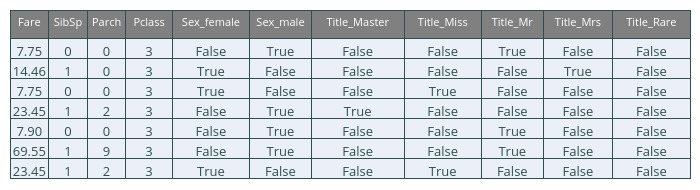 Fare SibSp Parch Pclass Sex_female Sex_male Title_Master Title_Miss Title_Mr Title_Mrs Title_Rare
7.75 0 0 3 False True False False True False False
14.46 1 0 3 True False False False False True False
7.75 0 0 3 True False False True False False False
23.45 1 2 3 False True True False False False False
7.90 0 0 3 False True False False True False False
69.55 1 9 3 False True False False True False False
23.45 1 2 3 True False False True False False False